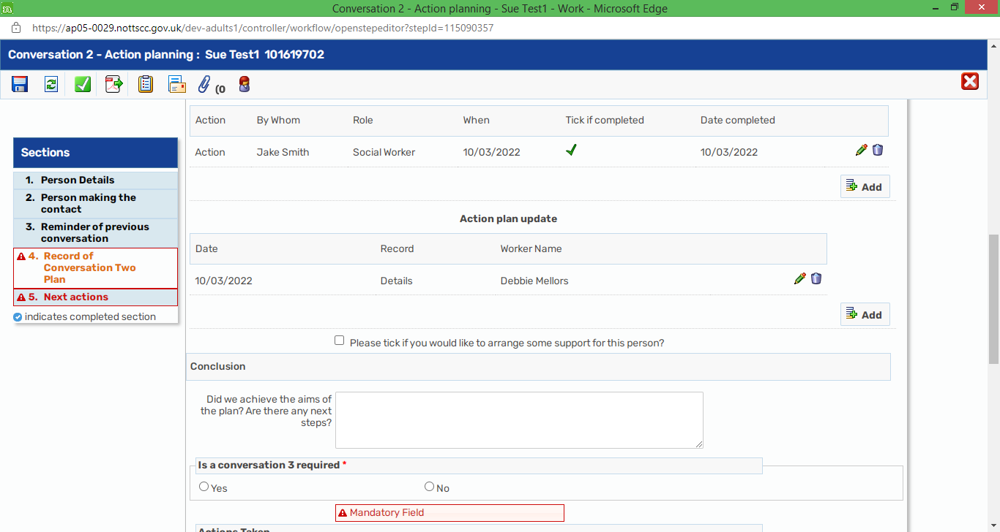 Conversation 2 - Action planning - Sue Test1 - Work - Microsoft Edge
https://ap05-0029.nottscc.gov.uk/dev-adults1/controller/workflow/openstepeditor?stepId=115090357
Conversation 2 - Action planning : Sue Test1 101619702
(0
Sections
1. Person Details
2. Person making the
contact
3. Reminder of previous
conversation
4. Record of
Conversation Two
Plan
5. Next actions
indicates completed section
Action By Whom Role When Tick if completed Date completed
Action Jake Smith Social Worker 10/03/2022 10/03/2022
Add
Action plan update
Date Record Worker Name
10/03/2022 Details Debbie Mellors
Add
Please tick if you would like to arrange some support for this person?
Conclusion
Did we achieve the aims of
the plan? Are there any next
steps?
Is a conversation 3 required *
Yes No
Mandatory Field
Actions Taken